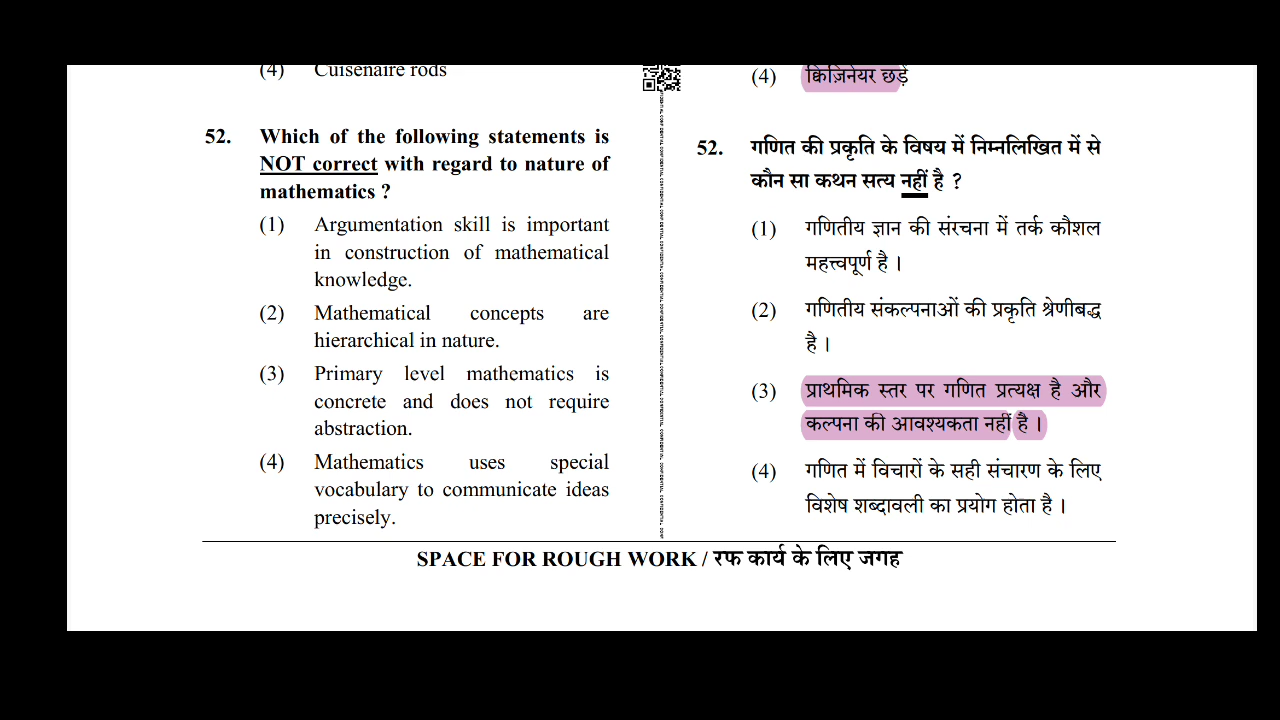 (4) Cuisenaire rods
52. Which of the following statements is
NOT correct with regard to nature of
mathematics ?
(1) Argumentation skill is important
in construction of mathematical
knowledge.
(2) Mathematical concepts are
hierarchical in nature.
(3) Primary level mathematics is
concrete and does not require
abstraction.
(4) Mathematics uses special
vocabulary to communicate ideas
precisely.
(4) क्विज़िनेयर छड़ें
52. गणित की प्रकृति के विषय में निम्नलिखित में से
कौन सा कथन सत्य नहीं है ?
(1) गणितीय ज्ञान की संरचना में तर्क कौशल
महत्त्वपूर्ण है ।
(2) गणितीय संकल्पनाओं की प्रकृति श्रेणीबद्ध
है ।
(3) प्राथमिक स्तर पर गणित प्रत्यक्ष है और
कल्पना की आवश्यकता नहीं है ।
(4) गणित में विचारों के सही संचारण के लिए
विशेष शब्दावली का प्रयोग होता है ।
SPACE FOR ROUGH WORK / रफ कार्य के लिए जगह